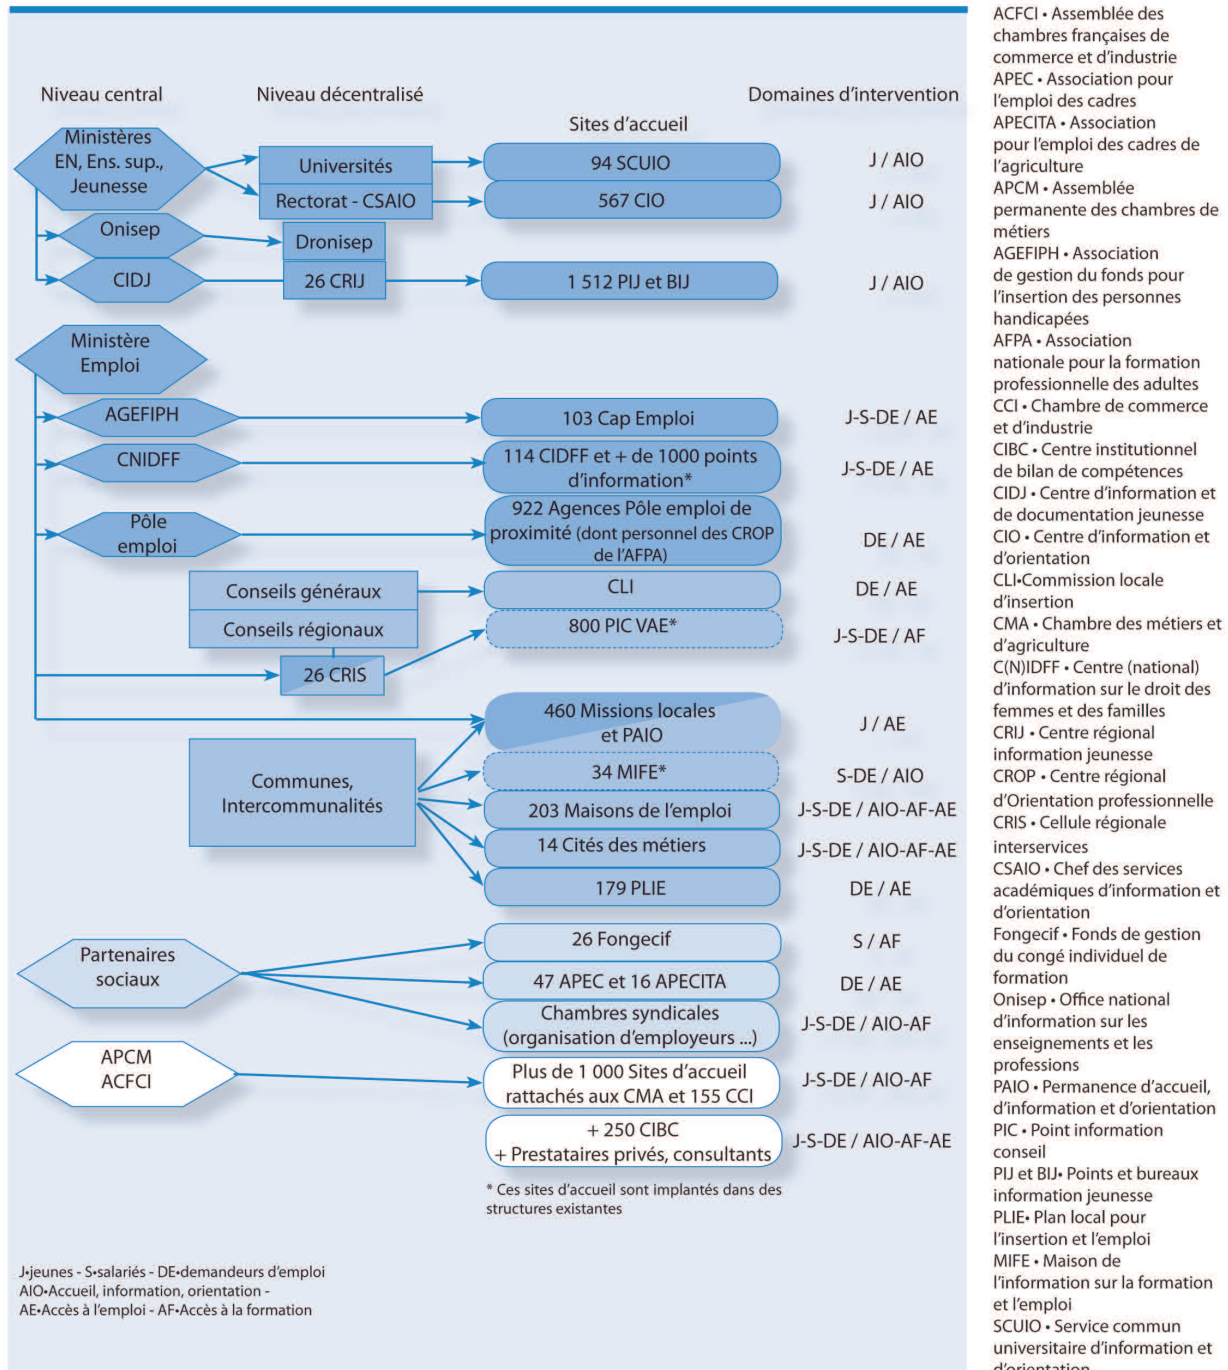 Niveau central
Niveau décentralisé
Domaines d'intervention
Sites d'accueil
Ministères
EN, Ens. sup.,
Jeunesse
Universités
94 SCUIO
J / AIO
Rectorat - CSAIO
567 CIO
J / AIO
Onisep
Dronisep
CIDJ
26 CRIJ
1 512 PIJ et BIJ
J / AIO
Ministère
Emploi
AGEFIPH
103 Cap Emploi
J-S-DE / AE
CNIDFF
114 CIDFF et + de 1000 points
d'information*
J-S-DE / AE
Pôle
emploi
922 Agences Pôle emploi de
proximité (dont personnel des CROP
de l'AFPA)
DE / AE
Conseils généraux
CLI
DE / AE
Conseils régionaux
800 PIC VAE*
J-S-DE / AF
26 CRIS
460 Missions locales
et PAIO
J / AE
Communes,
Intercommunalités
34 MIFE*
S-DE / AIO
203 Maisons de l'emploi
J-S-DE / AIO-AF-AE
14 Cités des métiers
J-S-DE / AIO-AF-AE
179 PLIE
DE / AE
Partenaires
sociaux
26 Fongecif
S / AF
47 APEC et 16 APECITA
DE / AE
Chambres syndicales
(organisation d'employeurs ...)
J-S-DE / AIO-AF
APCM
ACFCI
Plus de 1 000 Sites d'accueil
rattachés aux CMA et 155 CCI
J-S-DE / AIO-AF
+ 250 CIBC
+ Prestataires privés, consultants
J-S-DE / AIO-AF-AE
* Ces sites d'accueil sont implantés dans des
structures existantes
J•jeunes - S•salariés - DE•demandeurs d'emploi
AIO•Accueil, information, orientation -
AE•Accès à l'emploi - AF•Accès à la formation
ACFCI • Assemblée des
chambres françaises de
commerce et d'industrie
APEC • Association pour
l'emploi des cadres
APECITA • Association
pour l'emploi des cadres de
l'agriculture
APCM • Assemblée
permanente des chambres de
métiers
AGEFIPH • Association
de gestion du fonds pour
l'insertion des personnes
handicapées
AFPA • Association
nationale pour la formation
professionnelle des adultes
CCI • Chambre de commerce
et d'industrie
CIBC • Centre institutionnel
de bilan de compétences
CIDJ • Centre d'information et
de documentation jeunesse
CIO • Centre d'information et
d'orientation
CLI•Commission locale
d'insertion
CMA • Chambre des métiers et
d'agriculture
C(N)IDFF • Centre (national)
d'information sur le droit des
femmes et des familles
CRIJ • Centre régional
information jeunesse
CROP • Centre régional
d'Orientation professionnelle
CRIS • Cellule régionale
interservices
CSAIO • Chef des services
académiques d'information et
d'orientation
Fongecif • Fonds de gestion
du congé individuel de
formation
Onisep • Office national
d'information sur les
enseignements et les
professions
PAIO • Permanence d'accueil,
d'information et d'orientation
PIC • Point information
conseil
PIJ et BIJ• Points et bureaux
information jeunesse
PLIE• Plan local pour
l'insertion et l'emploi
MIFE • Maison de
l'information sur la formation
et l'emploi
SCUIO • Service commun
universitaire d'information et
d'orientation